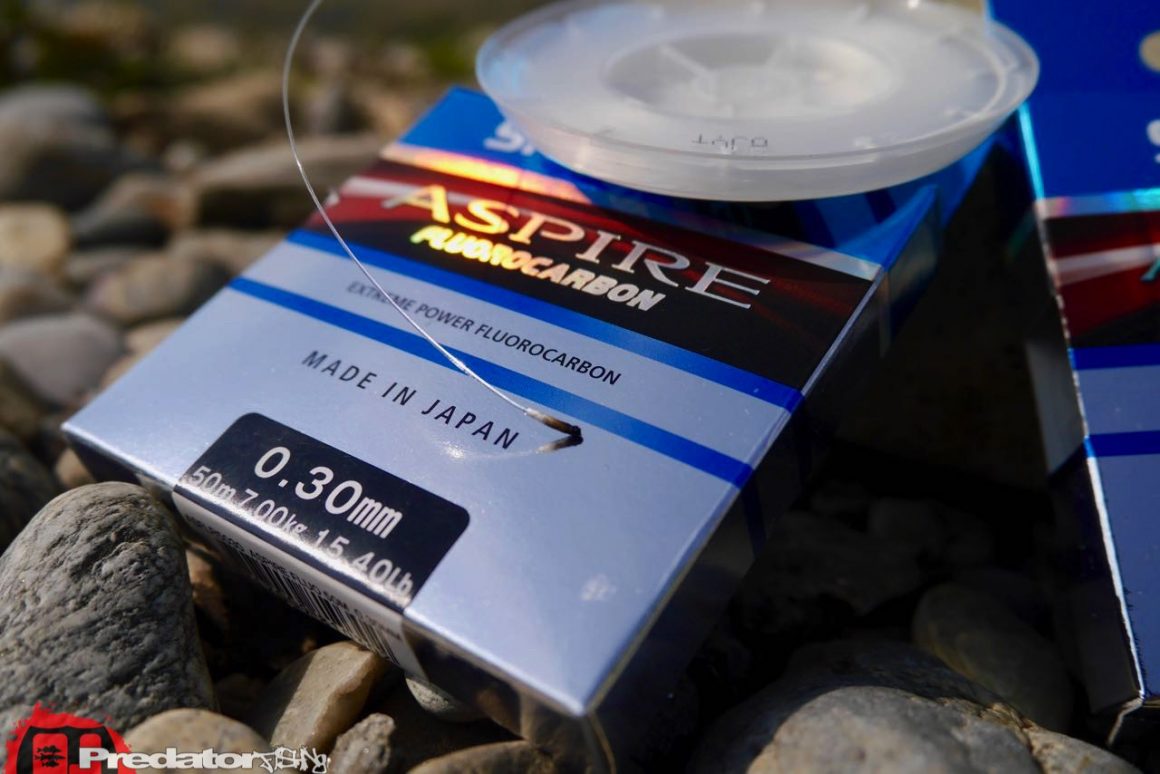 ASPIRE
FLUOROCARBON
EXTREME POWER FLUOROCARBON
MADE IN JAPAN
0.30mm
50m 7.00kg 15.40Lb
Predator